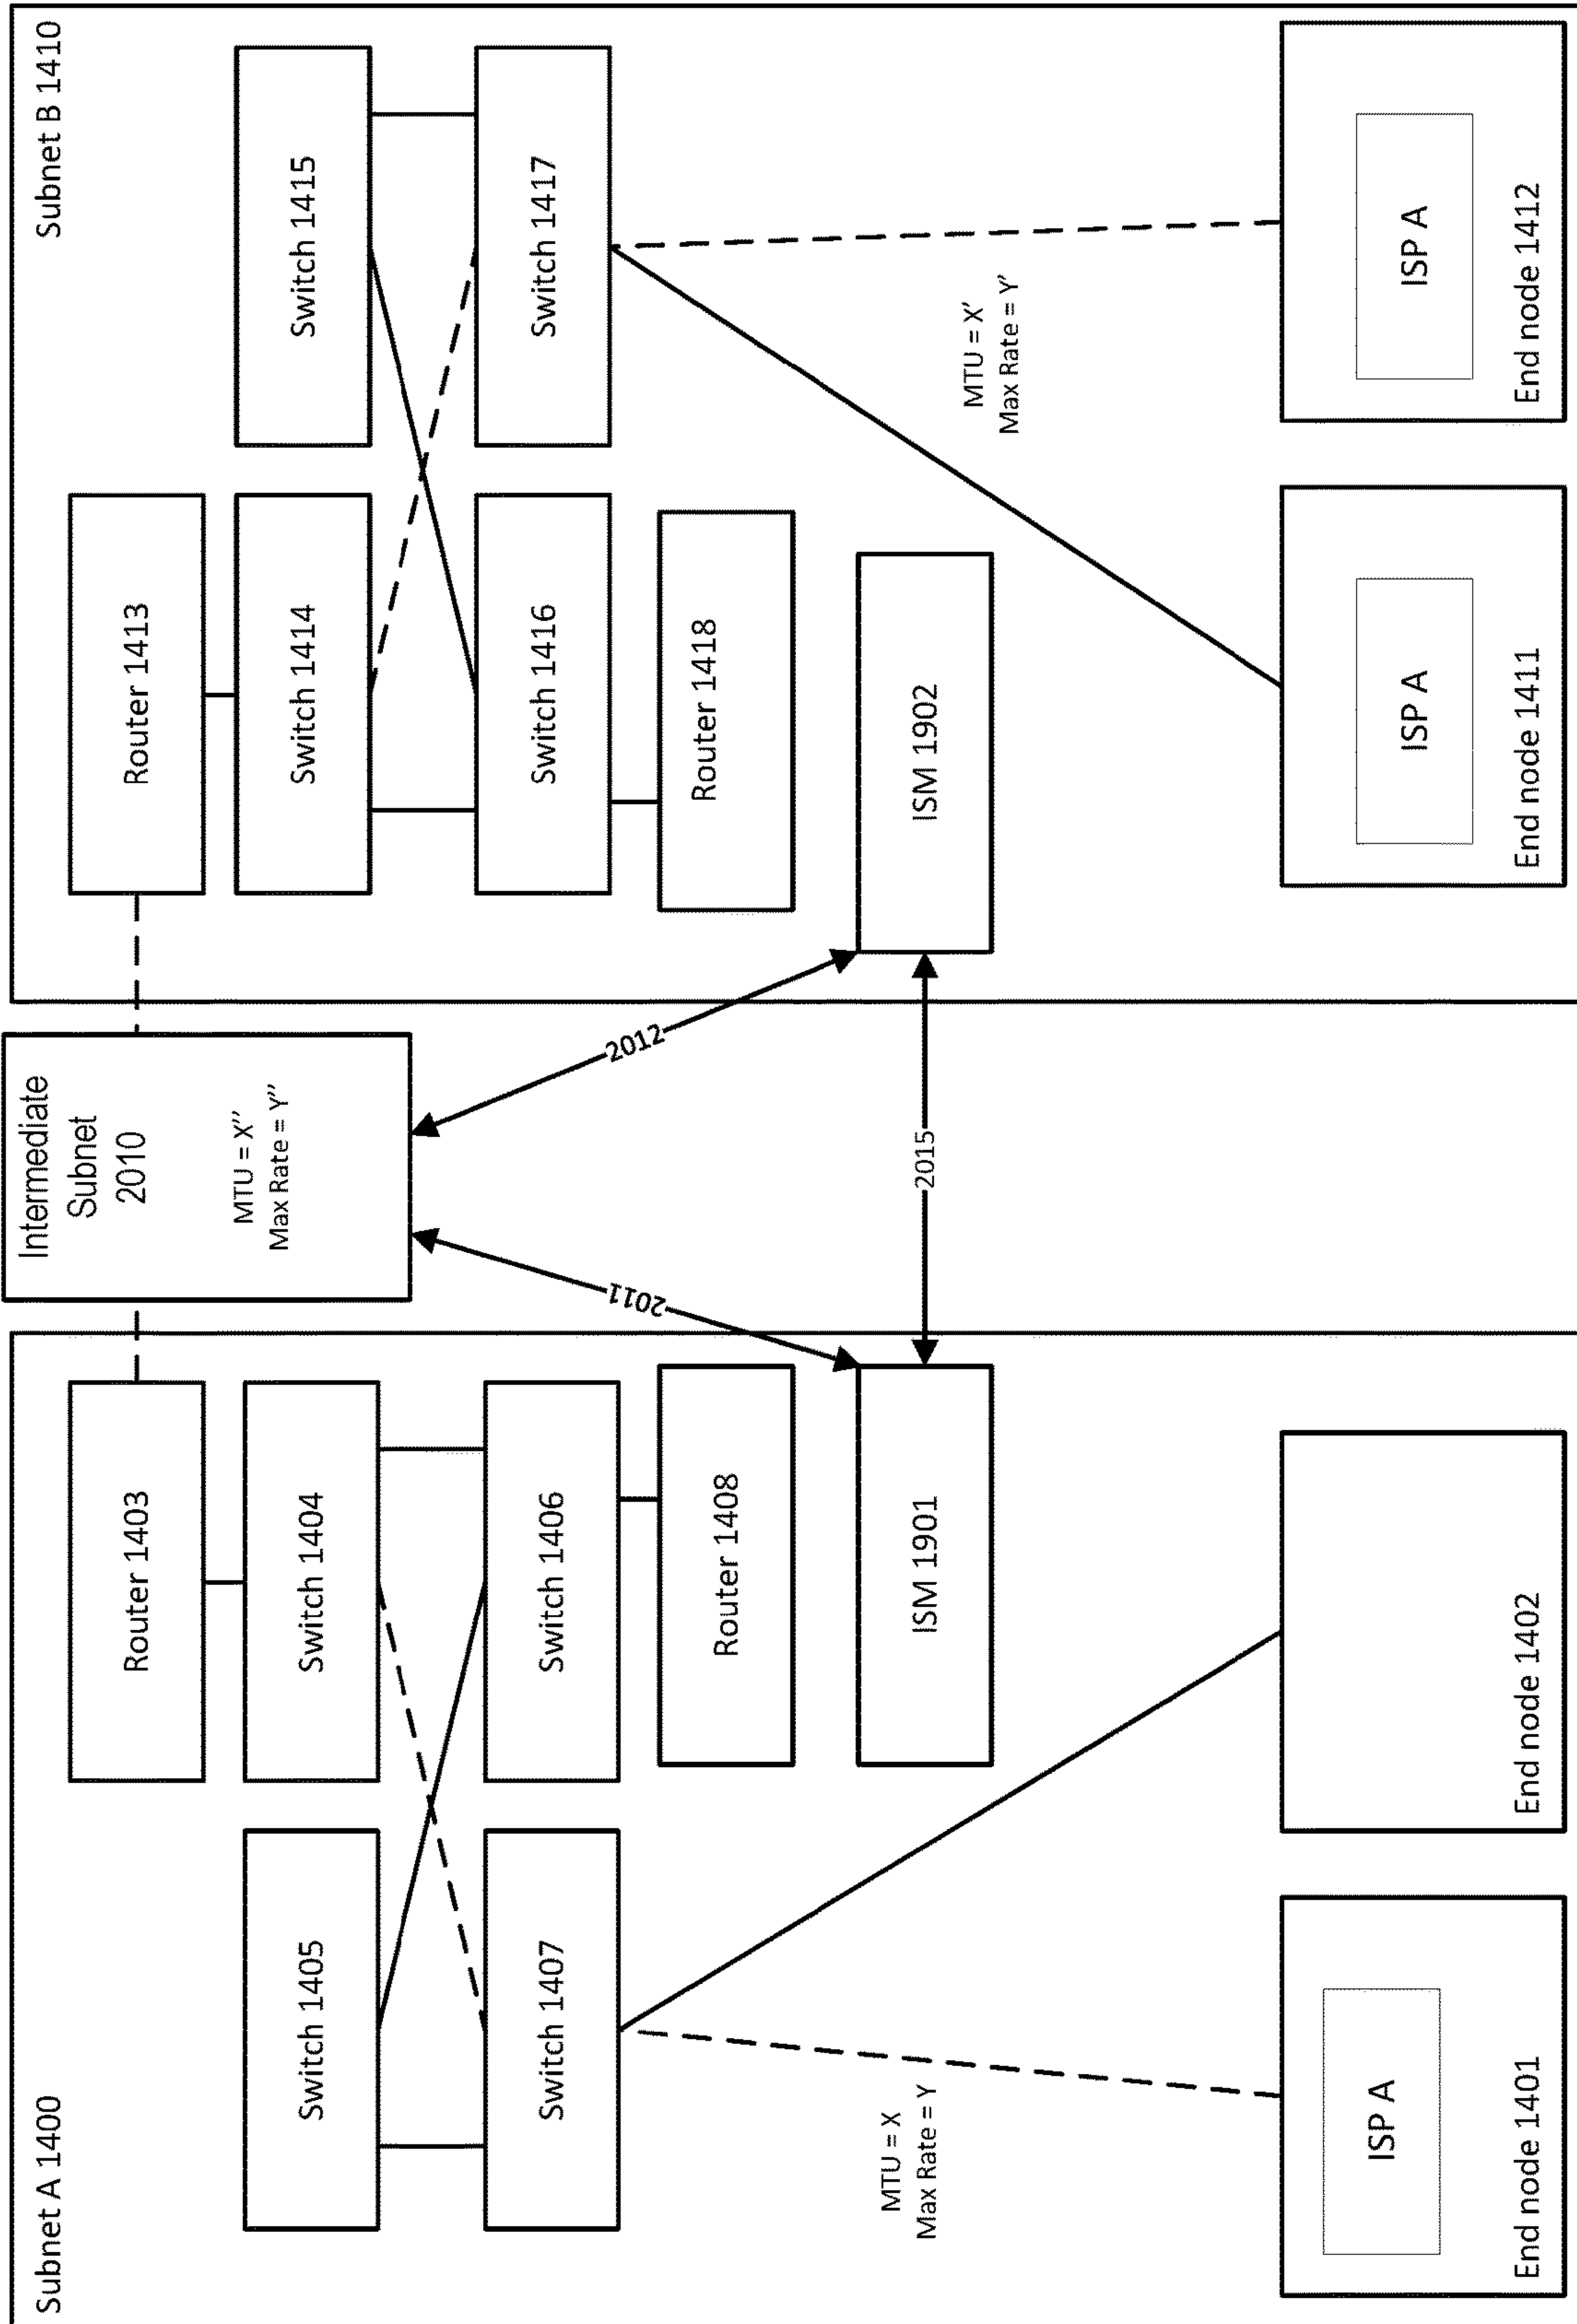 Subnet A 1400
Router 1403
Switch 1405
Switch 1404
Switch 1407
Switch 1406
Router 1408
ISM 1901
MTU = X
Max Rate = Y
ISP A
End node 1401
End node 1402
Intermediate
Subnet
2010
MTU = X''
Max Rate = Y''
2011
2012
2015
Subnet B 1410
Router 1413
Switch 1414
Switch 1415
Switch 1416
Switch 1417
Router 1418
ISM 1902
MTU = X'
Max Rate = Y'
ISP A
End node 1411
ISP A
End node 1412